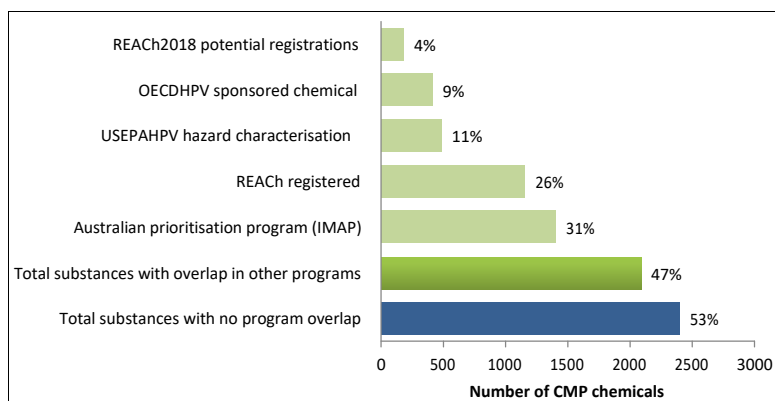 REACh2018 potential registrations 4%
OECDHPV sponsored chemical 9%
USEPAHPV hazard characterisation 11%
REACh registered 26%
Australian prioritisation program (IMAP) 31%
Total substances with overlap in other programs 47%
Total substances with no program overlap 53%
0 500 1000 1500 2000 2500 3000
Number of CMP chemicals